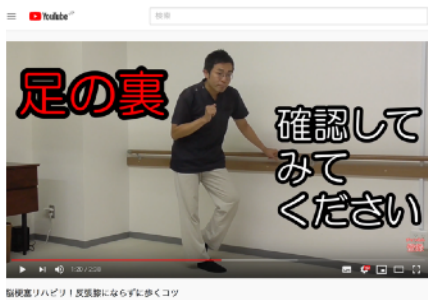 YouTube JP
検索
足の裏
確認して
みて
ください
1:20 / 2:28
脳梗塞リハビリ！反張膝にならずに歩くコツ